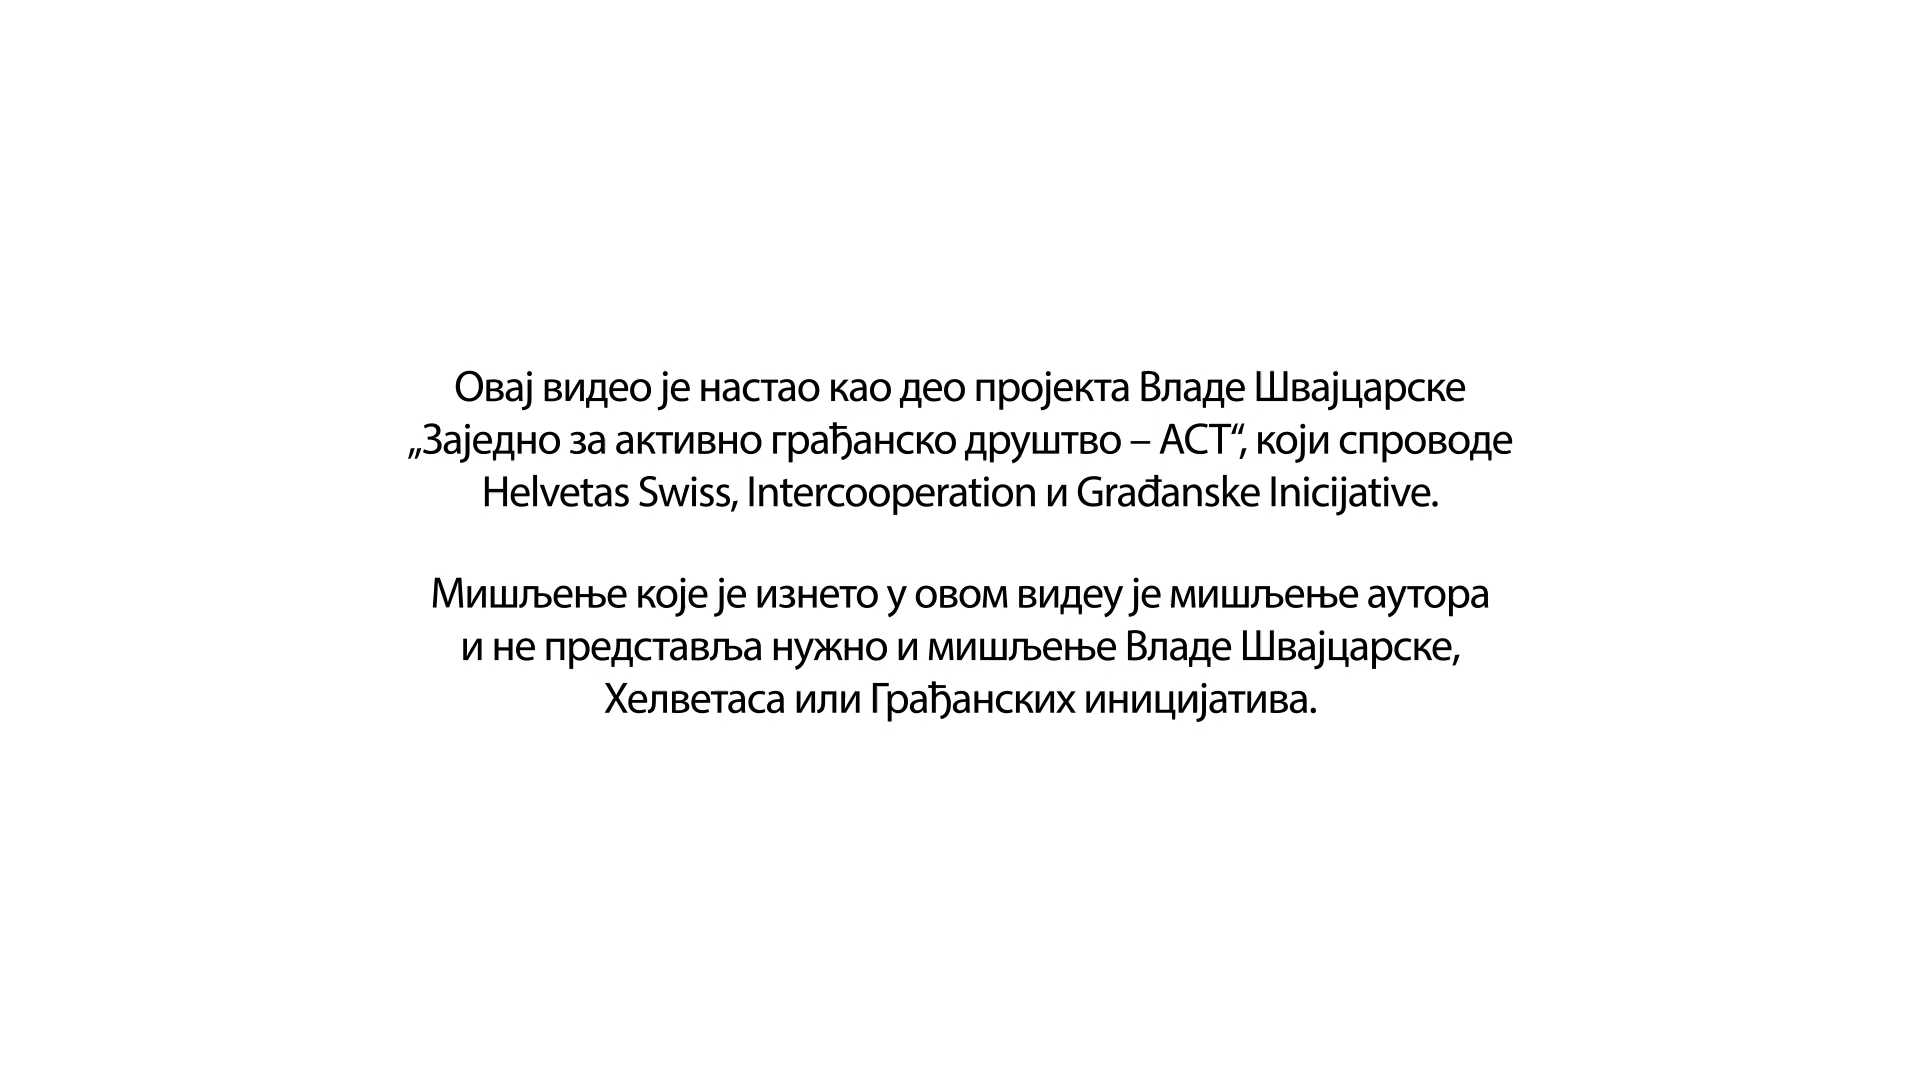 Овај видео је настао као део пројекта Владе Швајцарске
„Заједно за активно грађанско друштво – АСТ“, који спроводе
Helvetas Swiss, Intercooperation и Građanske Inicijative.
Мишљење које је изнето у овом видеу је мишљење аутора
и не представља нужно и мишљење Владе Швајцарске,
Хелветаса или Грађанских иницијатива.